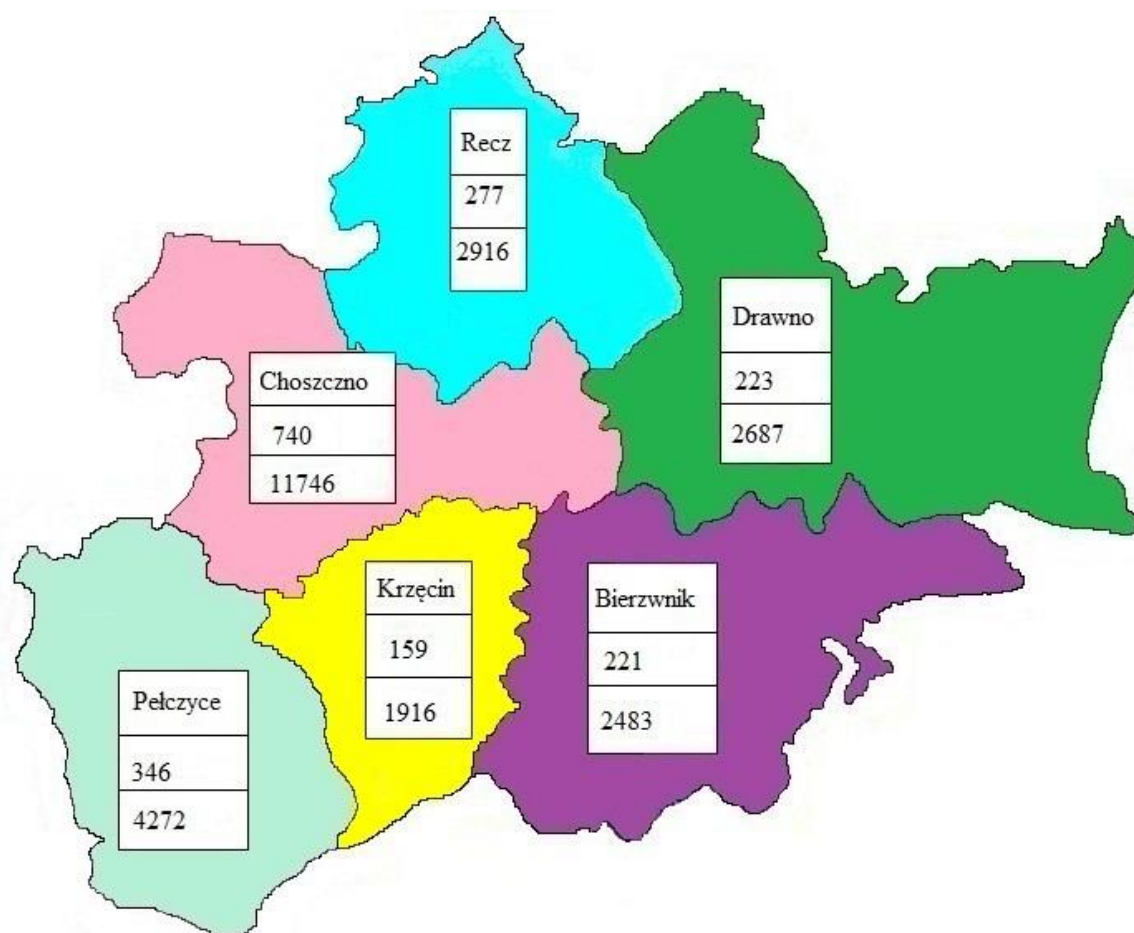 Recz
277
2916
Drawno
223
2687
Choszczno
740
11746
Krzęcin
159
1916
Bierzwnik
221
2483
Pełczyce
346
4272